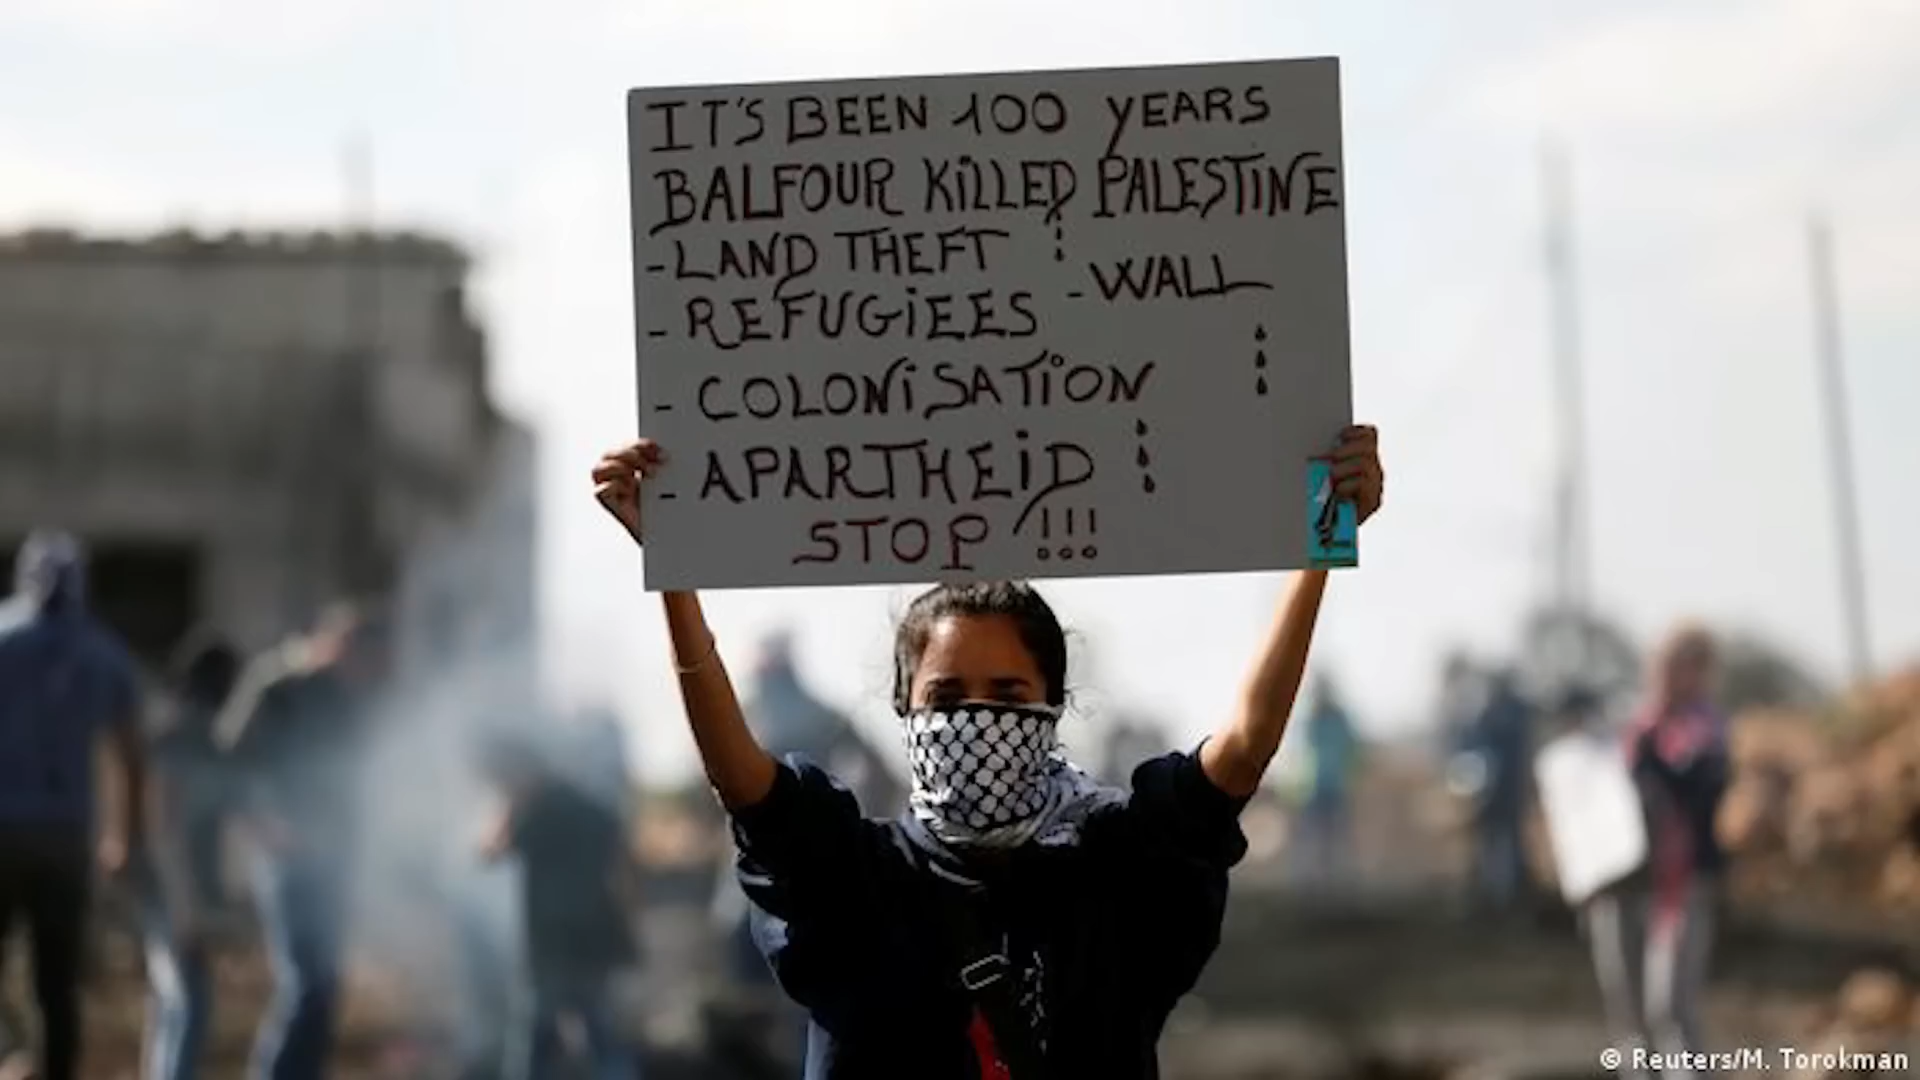 IT'S BEEN 100 YEARS
BALFOUR KILLED PALESTINE
- LAND THEFT
- WALL
- REFUGIEES
- COLONISATION
- APARTHEID
STOP !!!
© Reuters/M. Torokman